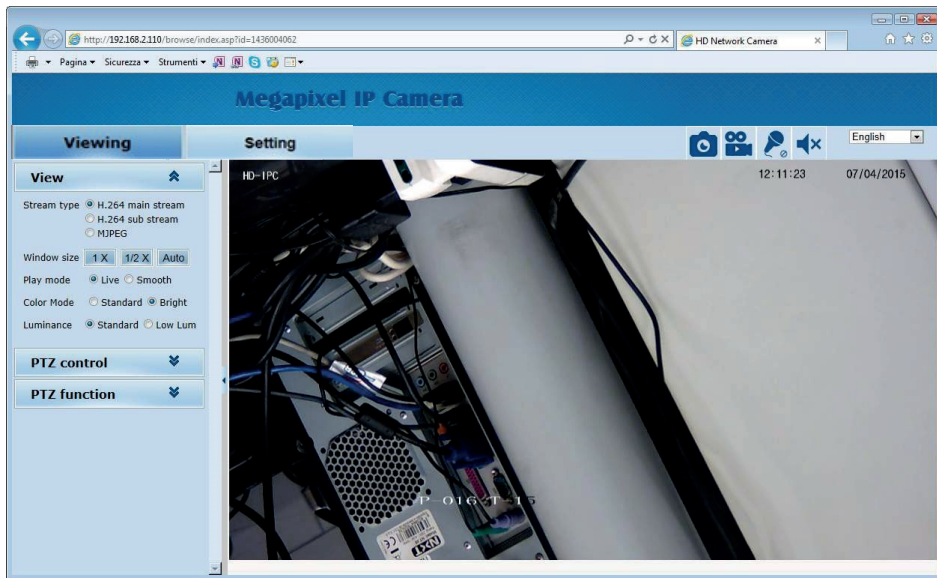 http://192.168.2.110/browse/index.asp?id=1436004062
HD Network Camera
Pagina Sicurezza Strumenti
Megapixel IP Camera
Viewing Setting English
View
Stream type H.264 main stream
H.264 sub stream
MJPEG
Window size 1 X 1/2 X Auto
Play mode Live Smooth
Color Mode Standard Bright
Luminance Standard Low Lum
PTZ control
PTZ function
HD-IPC 12:11:23 07/04/2015
P-016 T-15
NXT